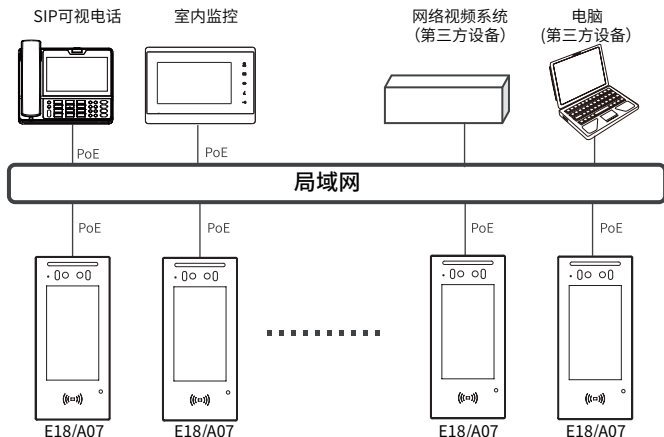 SIP可视电话
室内监控
网络视频系统
（第三方设备）
电脑
(第三方设备）
PoE
PoE
局域网
PoE
PoE
PoE
PoE
E18/A07
E18/A07
E18/A07
E18/A07